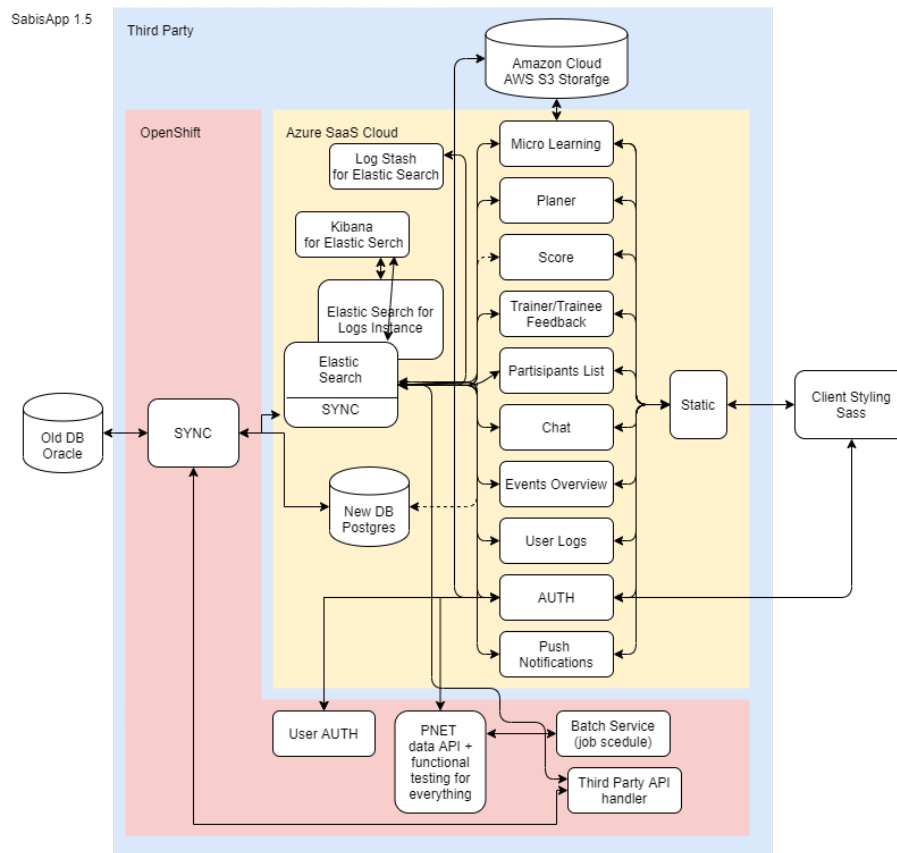 SabisApp 1.5
Third Party
Amazon Cloud
AWS S3 Storafge
OpenShift
Azure SaaS Cloud
Log Stash
for Elastic Search
Micro Learning
Planer
Kibana
for Elastic Serch
Score
Elastic Search for
Logs Instance
Trainer/Trainee
Feedback
Elastic
Search
SYNC
Partisipants List
Static
Client Styling
Sass
Old DB
Oracle
SYNC
Chat
Events Overview
New DB
Postgres
User Logs
AUTH
Push
Notifications
User AUTH
PNET
data API +
functional
testing for
everything
Batch Service
(job scedule)
Third Party API
handler